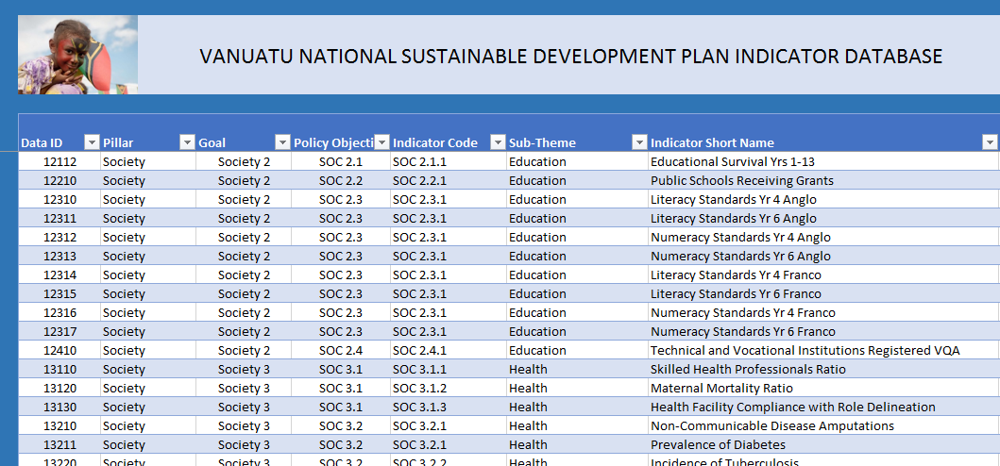 VANUATU NATIONAL SUSTAINABLE DEVELOPMENT PLAN INDICATOR DATABASE
Data ID Pillar Goal Policy Objecti Indicator Code Sub-Theme Indicator Short Name
12112 Society Society 2 SOC 2.1 SOC 2.1.1 Education Educational Survival Yrs 1-13
12210 Society Society 2 SOC 2.2 SOC 2.2.1 Education Public Schools Receiving Grants
12310 Society Society 2 SOC 2.3 SOC 2.3.1 Education Literacy Standards Yr 4 Anglo
12311 Society Society 2 SOC 2.3 SOC 2.3.1 Education Literacy Standards Yr 6 Anglo
12312 Society Society 2 SOC 2.3 SOC 2.3.1 Education Numeracy Standards Yr 4 Anglo
12313 Society Society 2 SOC 2.3 SOC 2.3.1 Education Numeracy Standards Yr 6 Anglo
12314 Society Society 2 SOC 2.3 SOC 2.3.1 Education Literacy Standards Yr 4 Franco
12315 Society Society 2 SOC 2.3 SOC 2.3.1 Education Literacy Standards Yr 6 Franco
12316 Society Society 2 SOC 2.3 SOC 2.3.1 Education Numeracy Standards Yr 4 Franco
12317 Society Society 2 SOC 2.3 SOC 2.3.1 Education Numeracy Standards Yr 6 Franco
12410 Society Society 2 SOC 2.4 SOC 2.4.1 Education Technical and Vocational Institutions Registered VQA
13110 Society Society 3 SOC 3.1 SOC 3.1.1 Health Skilled Health Professionals Ratio
13120 Society Society 3 SOC 3.1 SOC 3.1.2 Health Maternal Mortality Ratio
13130 Society Society 3 SOC 3.1 SOC 3.1.3 Health Health Facility Compliance with Role Delineation
13210 Society Society 3 SOC 3.2 SOC 3.2.1 Health Non-Communicable Disease Amputations
13211 Society Society 3 SOC 3.2 SOC 3.2.1 Health Prevalence of Diabetes
13220 Society Society 3 SOC 3.2 SOC 3.2.2 Health Incidence of Tuberculosis